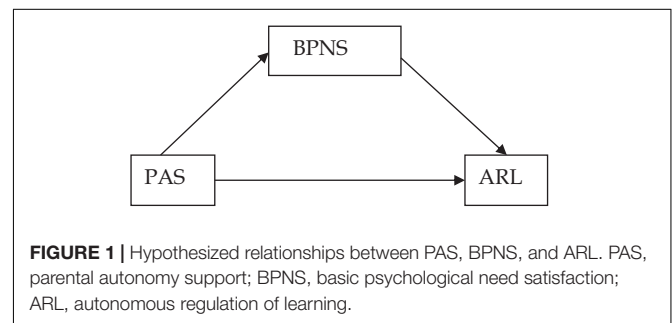 BPNS
PAS
ARL
FIGURE 1 | Hypothesized relationships between PAS, BPNS, and ARL. PAS,
parental autonomy support; BPNS, basic psychological need satisfaction;
ARL, autonomous regulation of learning.